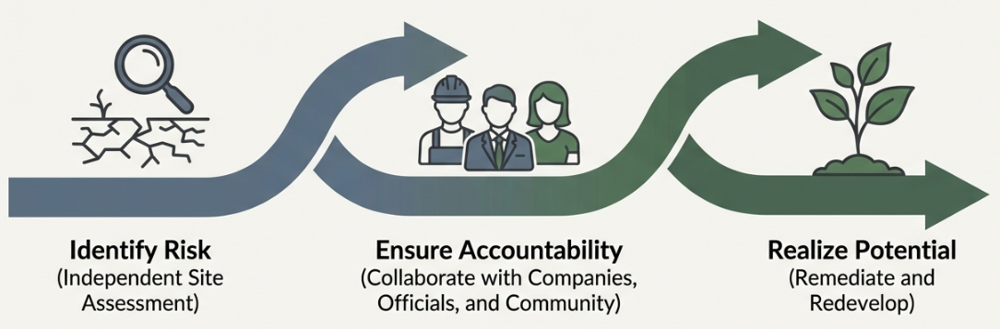 Identify Risk
(Independent Site
Assessment)
Ensure Accountability
(Collaborate with Companies,
Officials, and Community)
Realize Potential
(Remediate and
Redevelop)